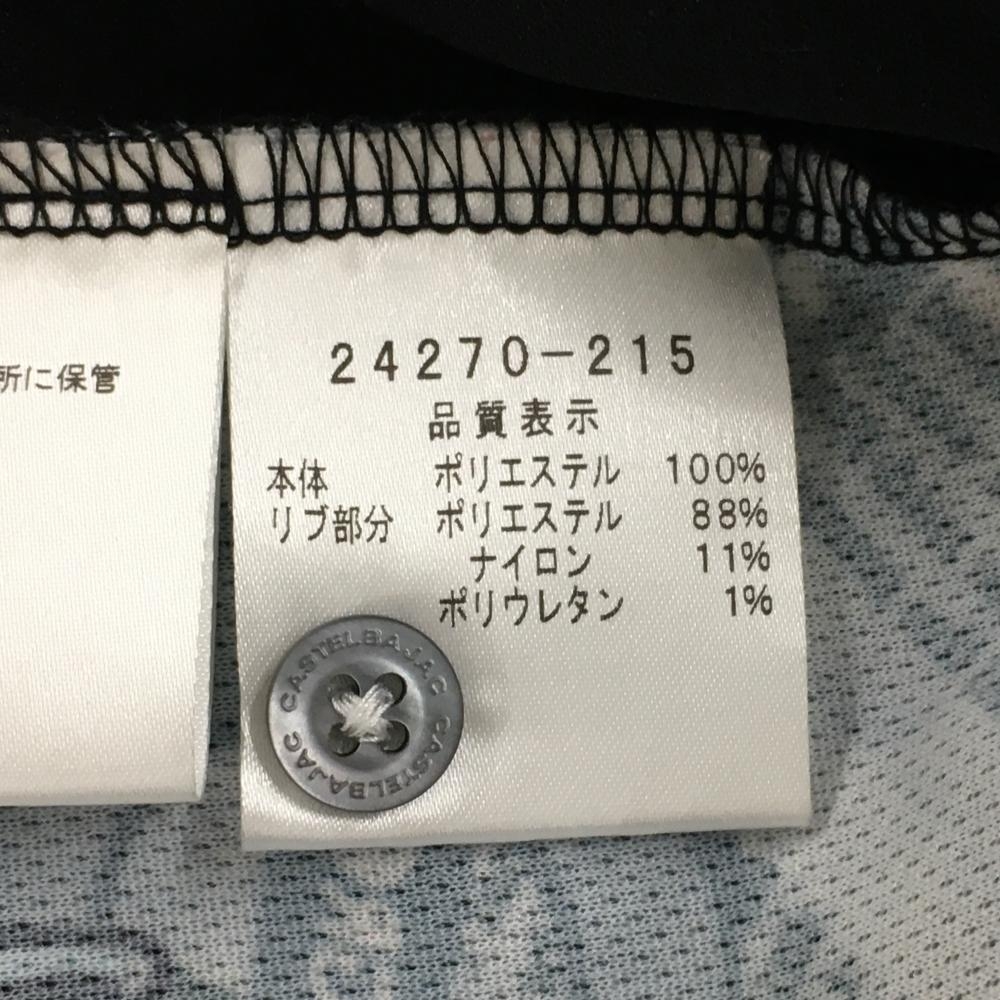 所に保管
24270-215
品質表示
本体 ポリエステル 100%
リブ部分 ポリエステル 88%
ナイロン 11%
ポリウレタン 1%
CASTELBAJAC
CASTELBAJAC